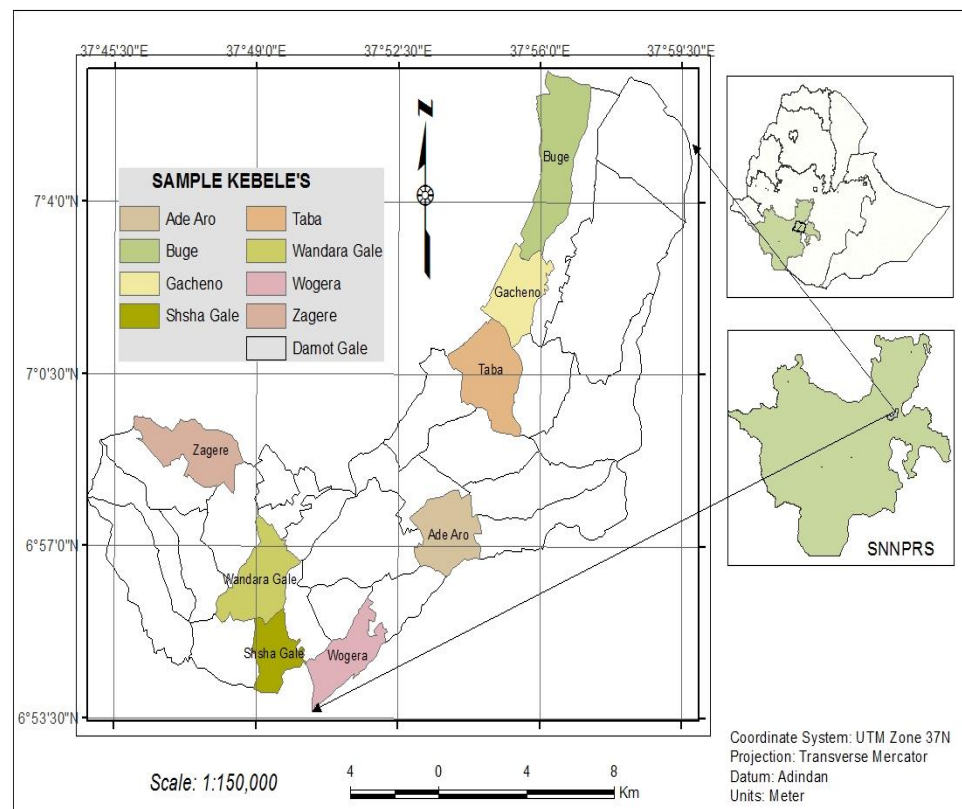 37°45'30"E 37°49'0"E 37°52'30"E 37°56'0"E 37°59'30"E
7°4'0"N
7°0'30"N
6°57'0"N
6°53'30"N
N
SAMPLE KEBELE'S
Ade Aro
Buge
Gacheno
Shsha Gale
Taba
Wandara Gale
Wogera
Zagere
Damot Gale
Buge
Gacheno
Taba
Zagere
Ade Aro
Wandara Gale
Shsha Gale
Wogera
SNNPRS
Scale: 1:150,000
4 0 4 8
Km
Coordinate System: UTM Zone 37N
Projection: Transverse Mercator
Datum: Adindan
Units: Meter